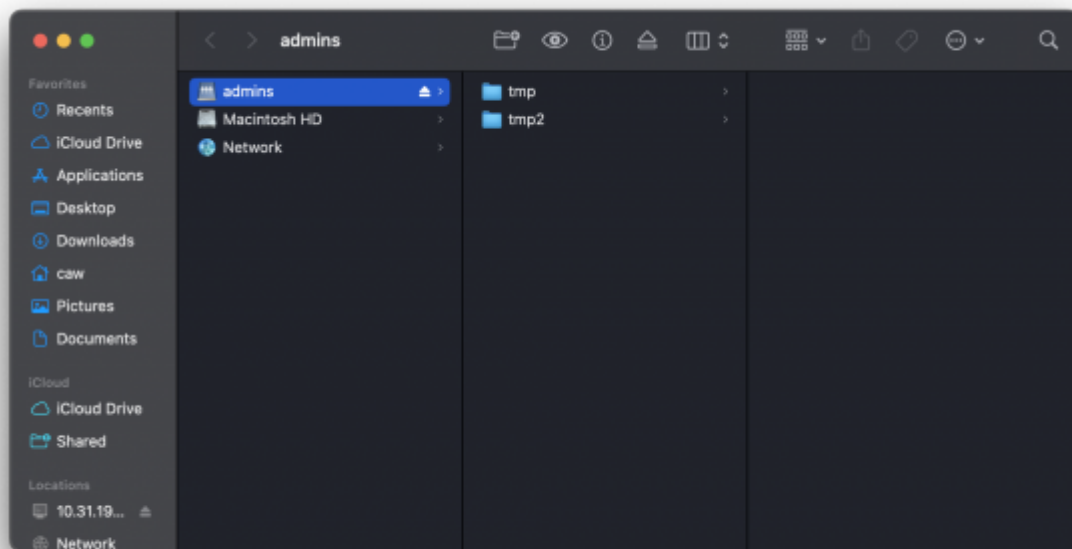 admins
Favorites
Recents
iCloud Drive
Applications
Desktop
Downloads
caw
Pictures
Documents
iCloud
iCloud Drive
Shared
Locations
10.31.19...
Network
admins
Macintosh HD
Network
tmp
tmp2